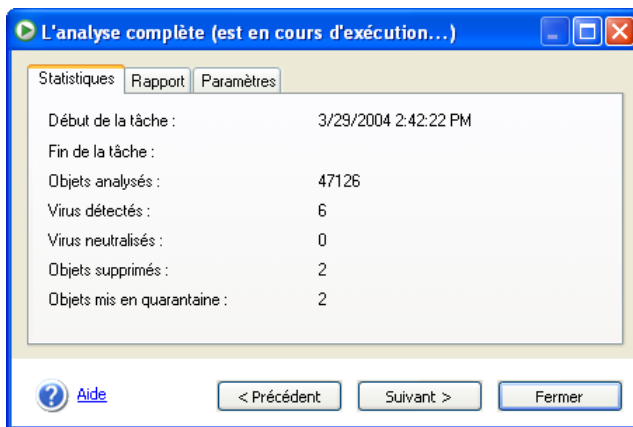 L'analyse complète (est en cours d'exécution...)
Statistiques Rapport Paramètres
Début de la tâche : 3/29/2004 2:42:22 PM
Fin de la tâche :
Objets analysés : 47126
Virus détectés : 6
Virus neutralisés : 0
Objets supprimés : 2
Objets mis en quarantaine : 2
Aide < Précédent Suivant > Fermer